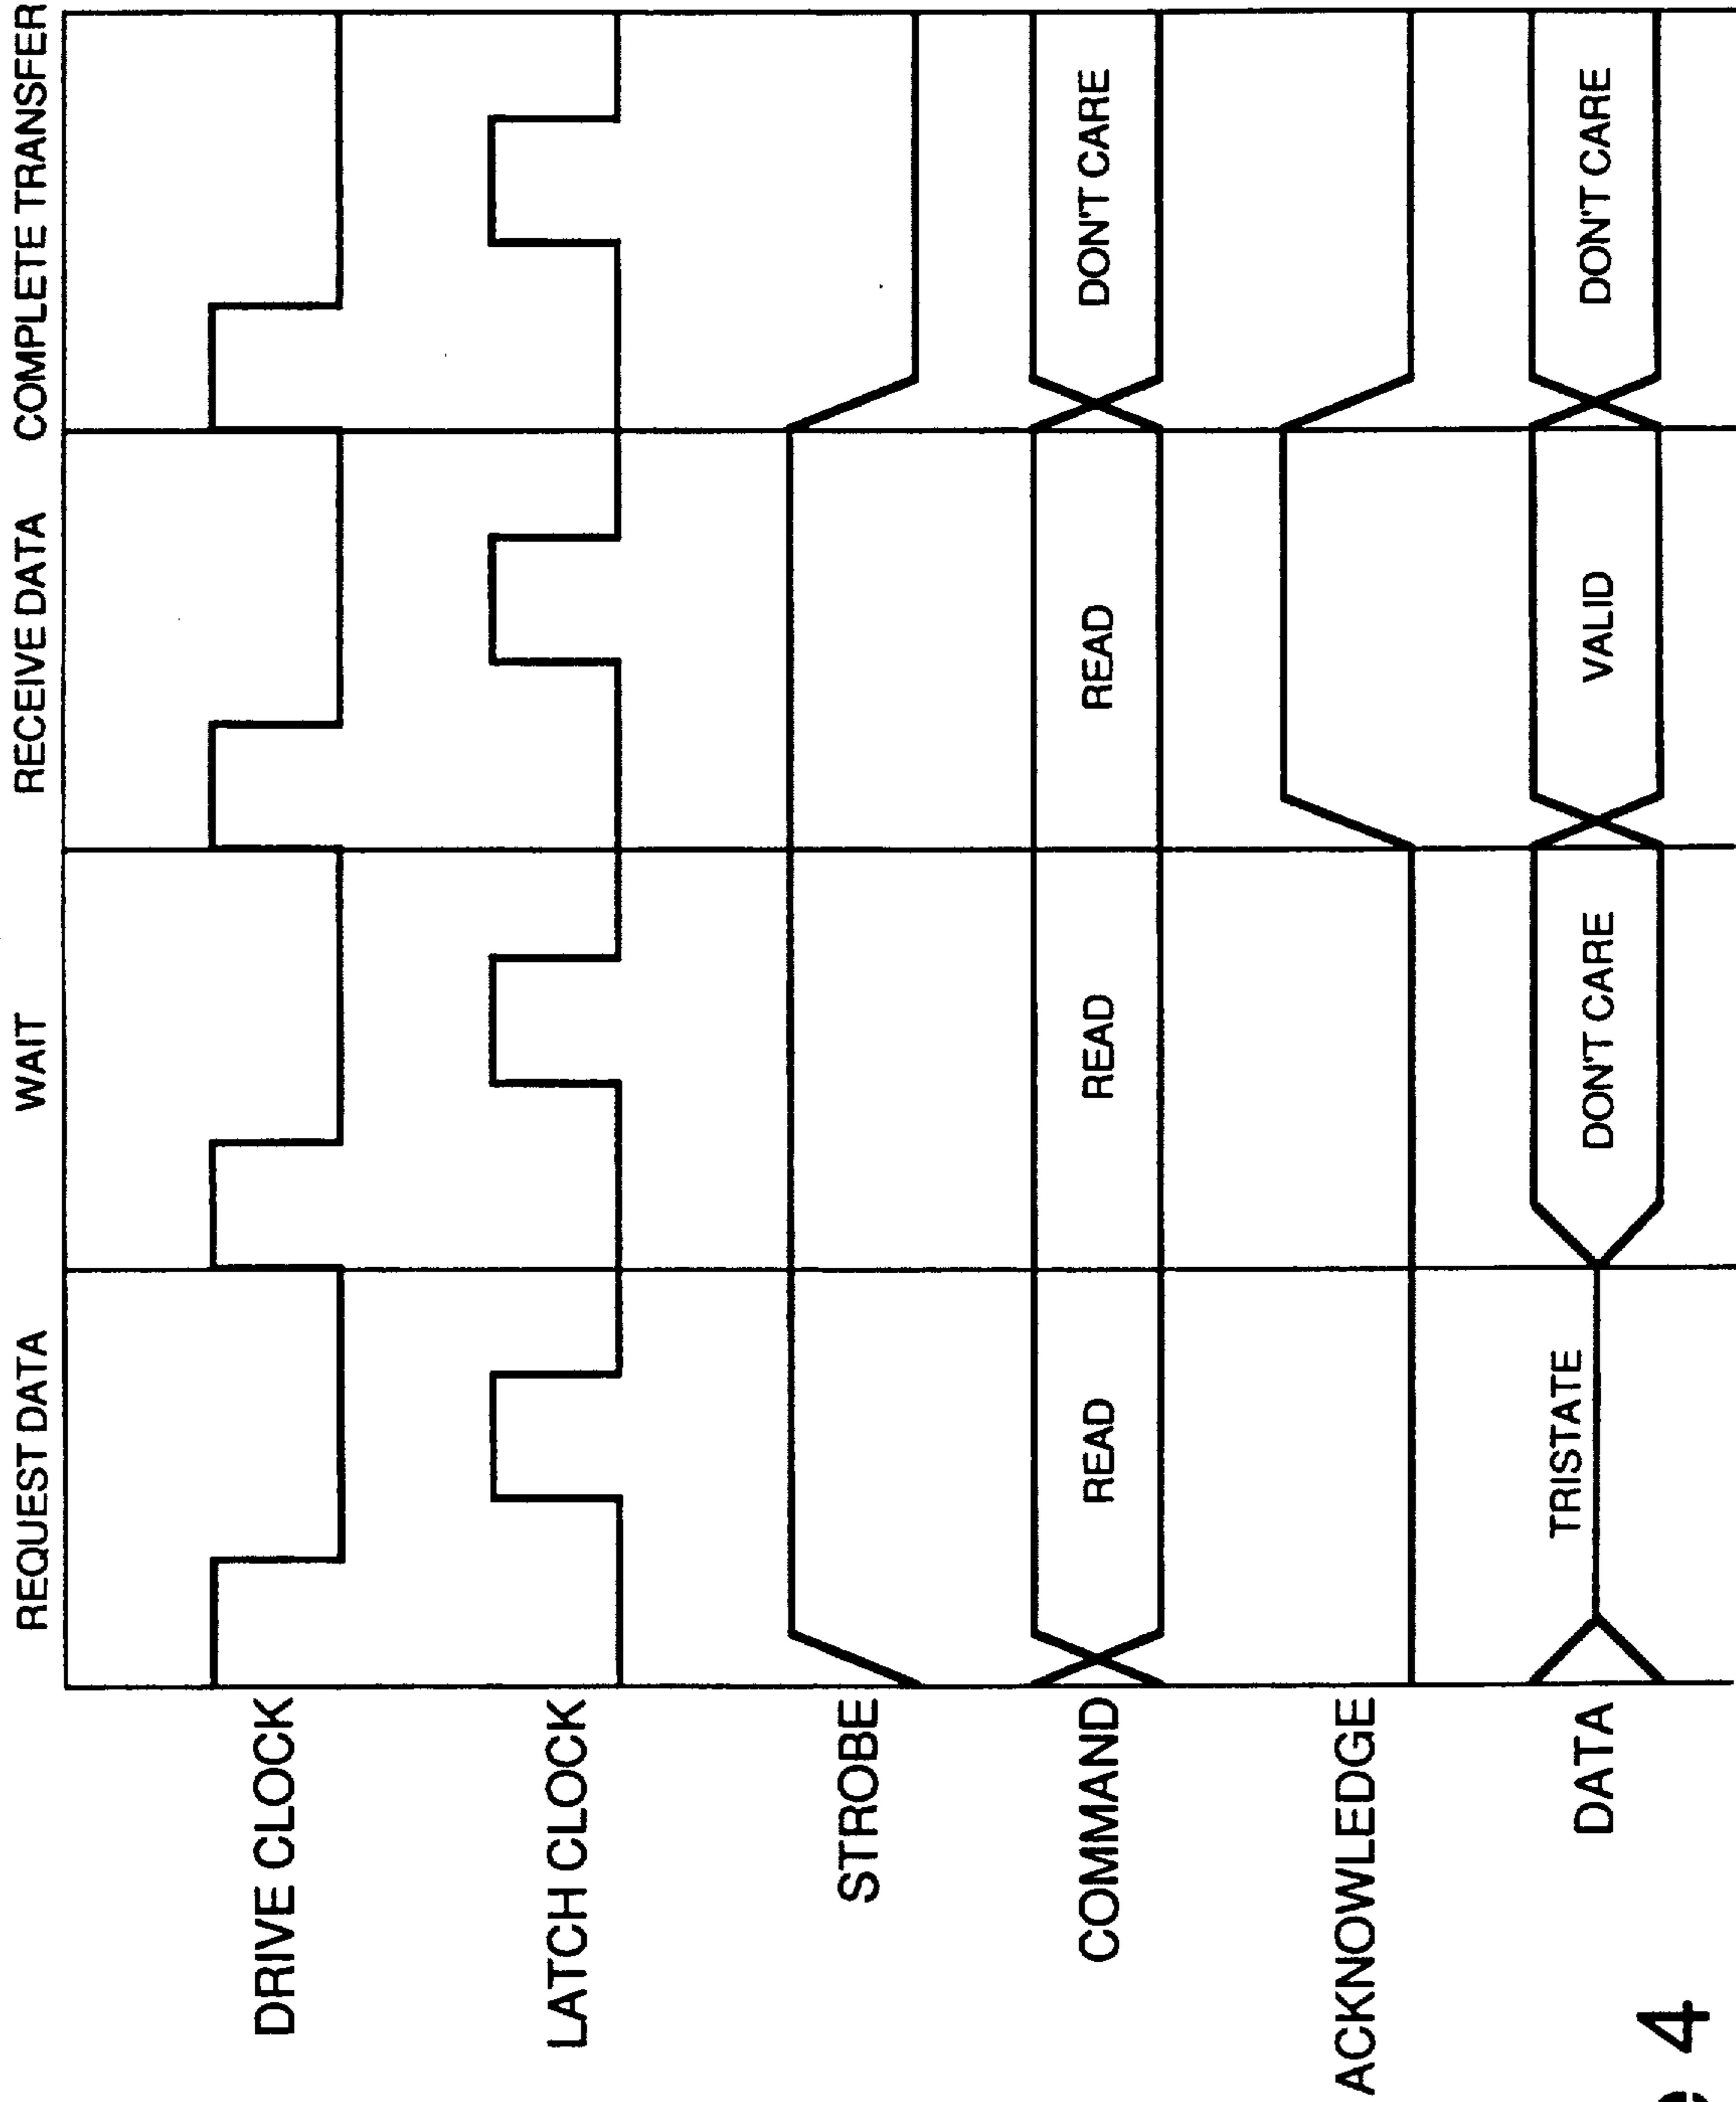 REQUEST DATA WAIT RECEIVE DATA COMPLETE TRANSFER
DRIVE CLOCK
LATCH CLOCK
STROBE
COMMAND READ READ READ DON'T CARE
ACKNOWLEDGE
DATA TRISTATE DON'T CARE VALID DON'T CARE
4